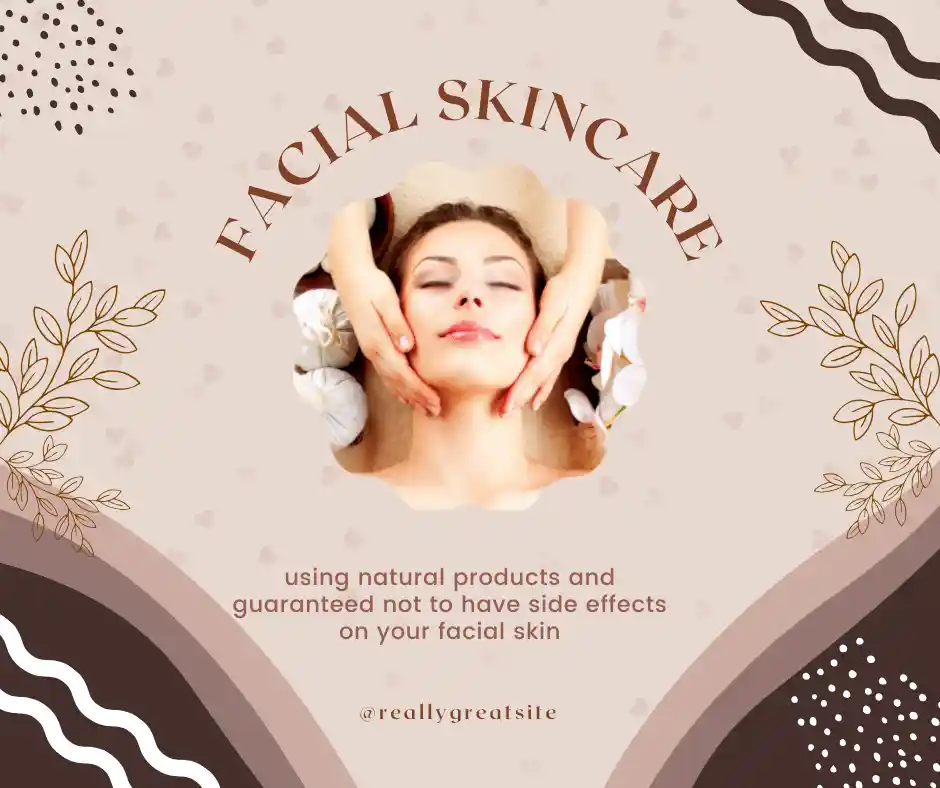 FACIAL SKINCARE
using natural products and
guaranteed not to have side effects
on your facial skin
@reallygreatsite